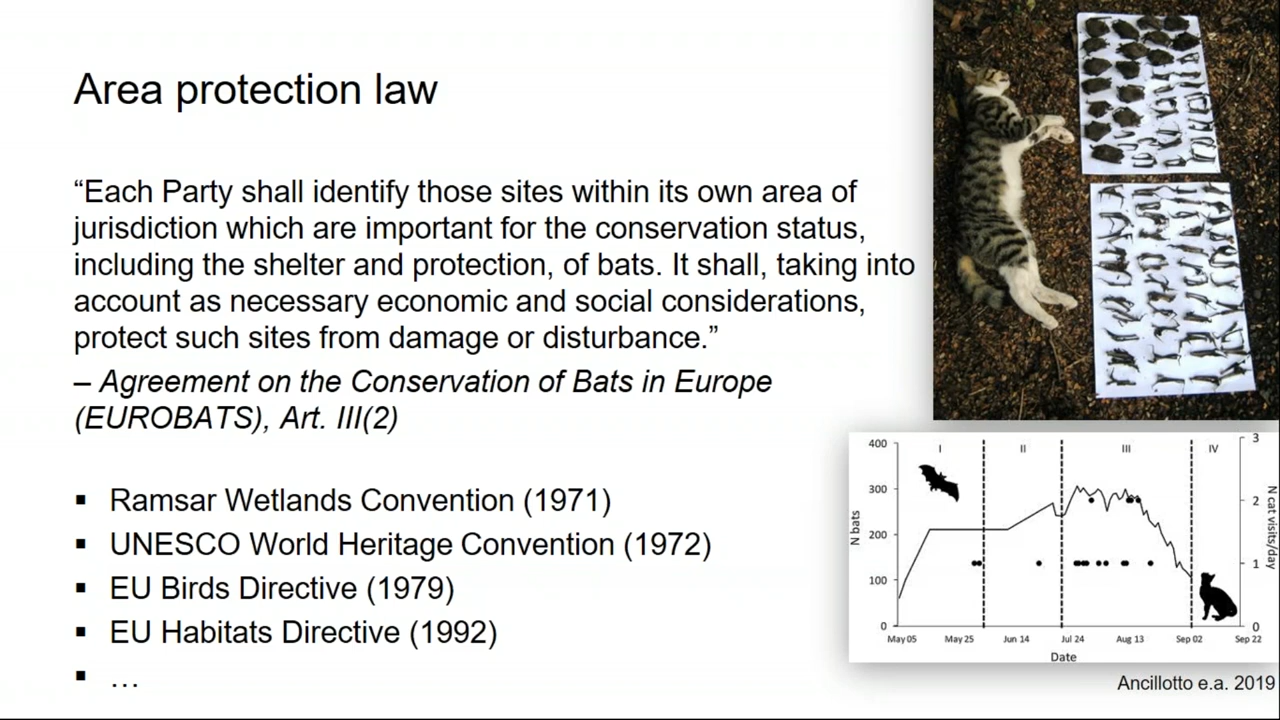 Area protection law
“Each Party shall identify those sites within its own area of
jurisdiction which are important for the conservation status,
including the shelter and protection, of bats. It shall, taking into
account as necessary economic and social considerations,
protect such sites from damage or disturbance.”
– Agreement on the Conservation of Bats in Europe
(EUROBATS), Art. III(2)
▪ Ramsar Wetlands Convention (1971)
▪ UNESCO World Heritage Convention (1972)
▪ EU Birds Directive (1979)
▪ EU Habitats Directive (1992)
▪ …
I II III IV
400
300
200
100
0
N bats
3
2
1
0
N cat visits/day
May 05 May 25 Jun 14 Jul 24 Aug 13 Sep 02 Sep 22
Date
Ancillotto e.a. 2019